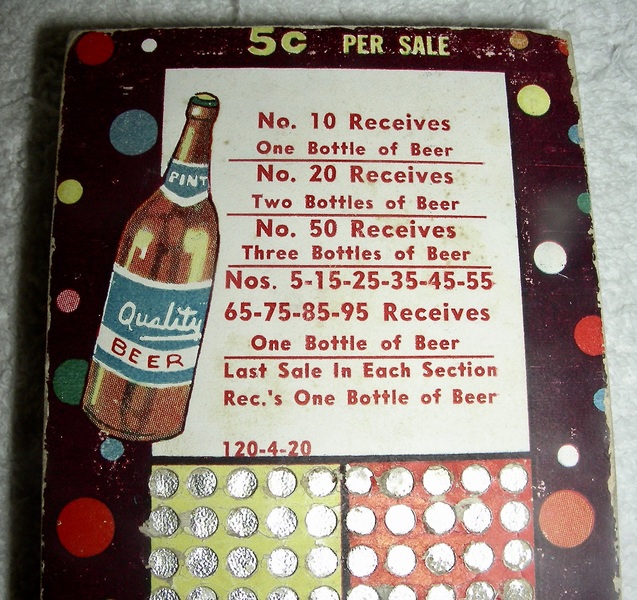 5¢ PER SALE
PINT
Quality
BEER
No. 10 Receives
One Bottle of Beer
No. 20 Receives
Two Bottles of Beer
No. 50 Receives
Three Bottles of Beer
Nos. 5-15-25-35-45-55
65-75-85-95 Receives
One Bottle of Beer
Last Sale In Each Section
Rec.'s One Bottle of Beer
120-4-20